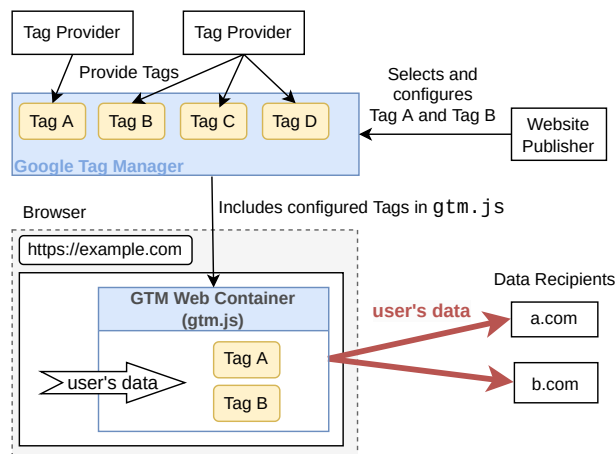 Tag Provider
Tag Provider
Provide Tags
Selects and
configures
Tag A and Tag B
Tag A
Tag B
Tag C
Tag D
Website
Publisher
Google Tag Manager
Includes configured Tags in gtm.js
Browser
https://example.com
Data Recipients
GTM Web Container
(gtm.js)
user's data
a.com
Tag A
user's data
b.com
Tag B